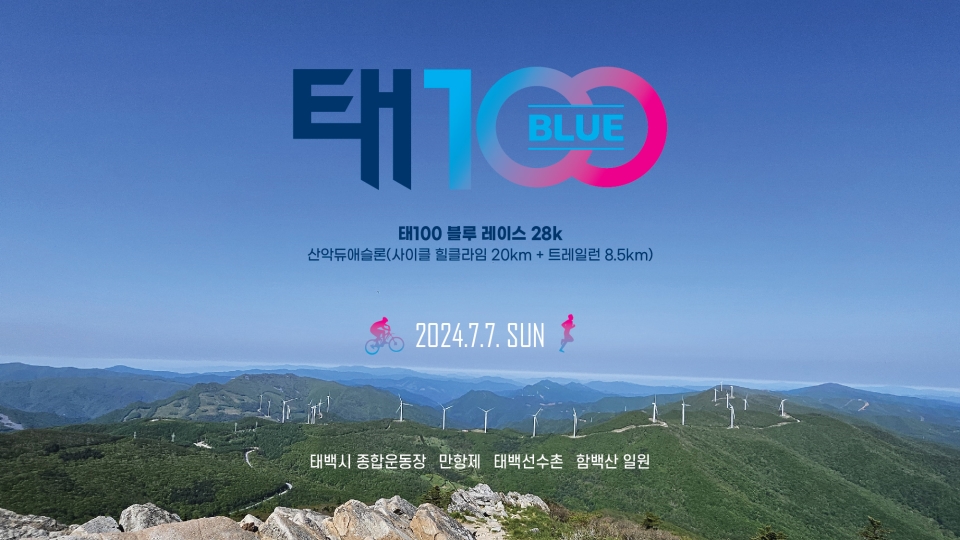 태100
BLUE
태100 블루 레이스 28k
산악듀애슬론(사이클 힐클라임 20km + 트레일런 8.5km)
2024.7.7. SUN
태백시 종합운동장 만항제 태백선수촌 함백산 일원